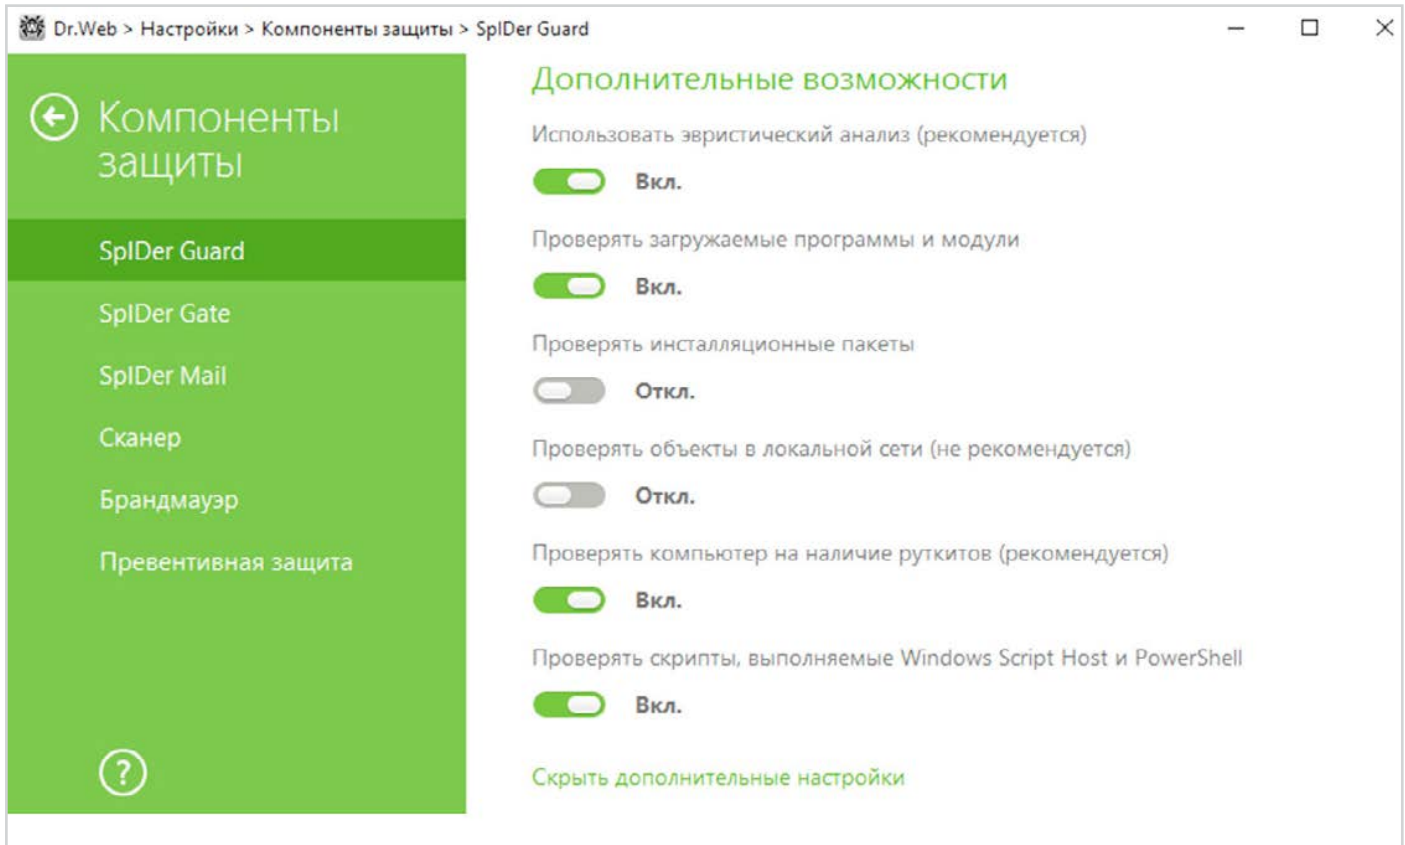 Dr.Web > Настройки > Компоненты защиты > SpIDer Guard
Компоненты
защиты
SpIDer Guard
SpIDer Gate
SpIDer Mail
Сканер
Брандмауэр
Превентивная защита
?
Дополнительные возможности
Использовать эвристический анализ (рекомендуется)
Вкл.
Проверять загружаемые программы и модули
Вкл.
Проверять инсталляционные пакеты
Откл.
Проверять объекты в локальной сети (не рекомендуется)
Откл.
Проверять компьютер на наличие руткитов (рекомендуется)
Вкл.
Проверять скрипты, выполняемые Windows Script Host и PowerShell
Вкл.
Скрыть дополнительные настройки